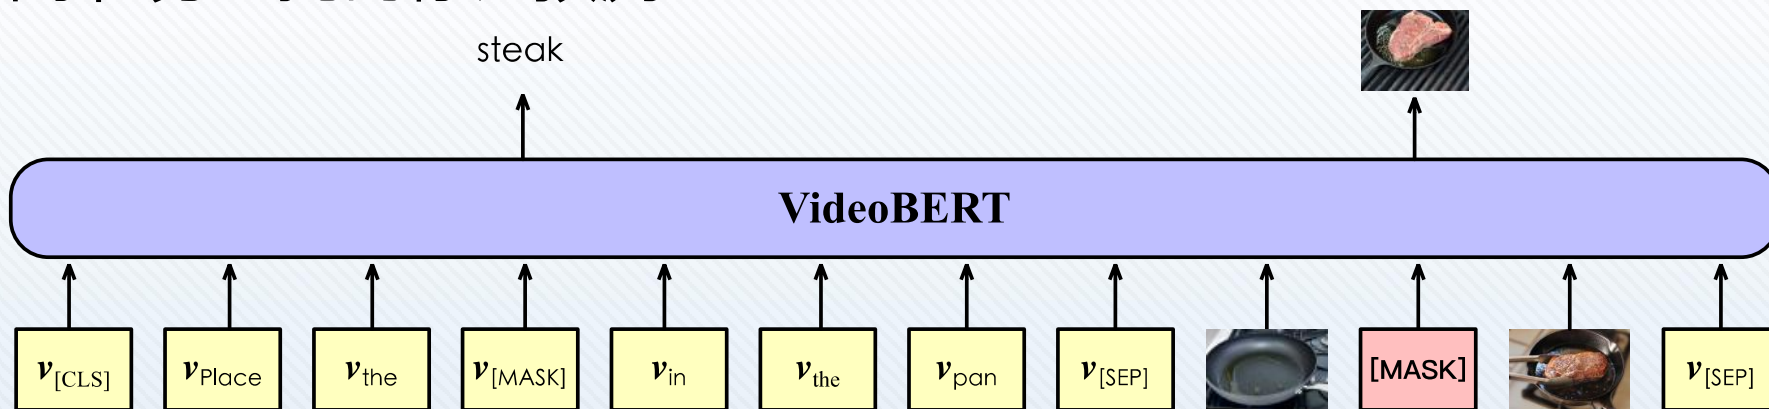 steak
VideoBERT
v[CLS] vPlace vthe v[MASK] vin vthe vpan v[SEP] [MASK] v[SEP]